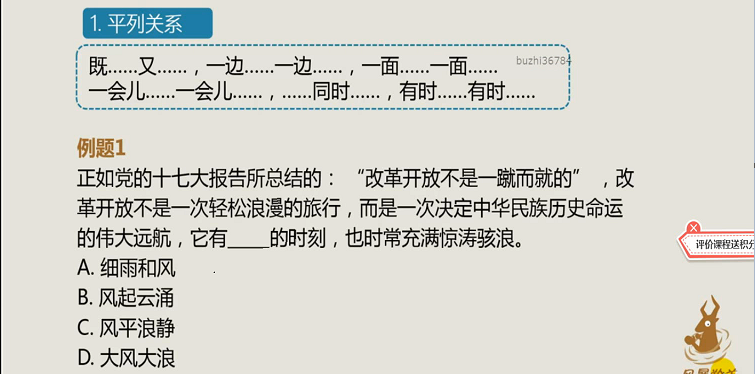 1. 平列关系
既……又……，一边……一边……，一面……一面……
buzhi36784
一会儿……一会儿……，……同时……，有时……有时……
例题1
正如党的十七大报告所总结的： “改革开放不是一蹴而就的” ，改
革开放不是一次轻松浪漫的旅行，而是一次决定中华民族历史命运
的伟大远航，它有_____的时刻，也时常充满惊涛骇浪。
评价课程送积分
A. 细雨和风
B. 风起云涌
C. 风平浪静
D. 大风大浪